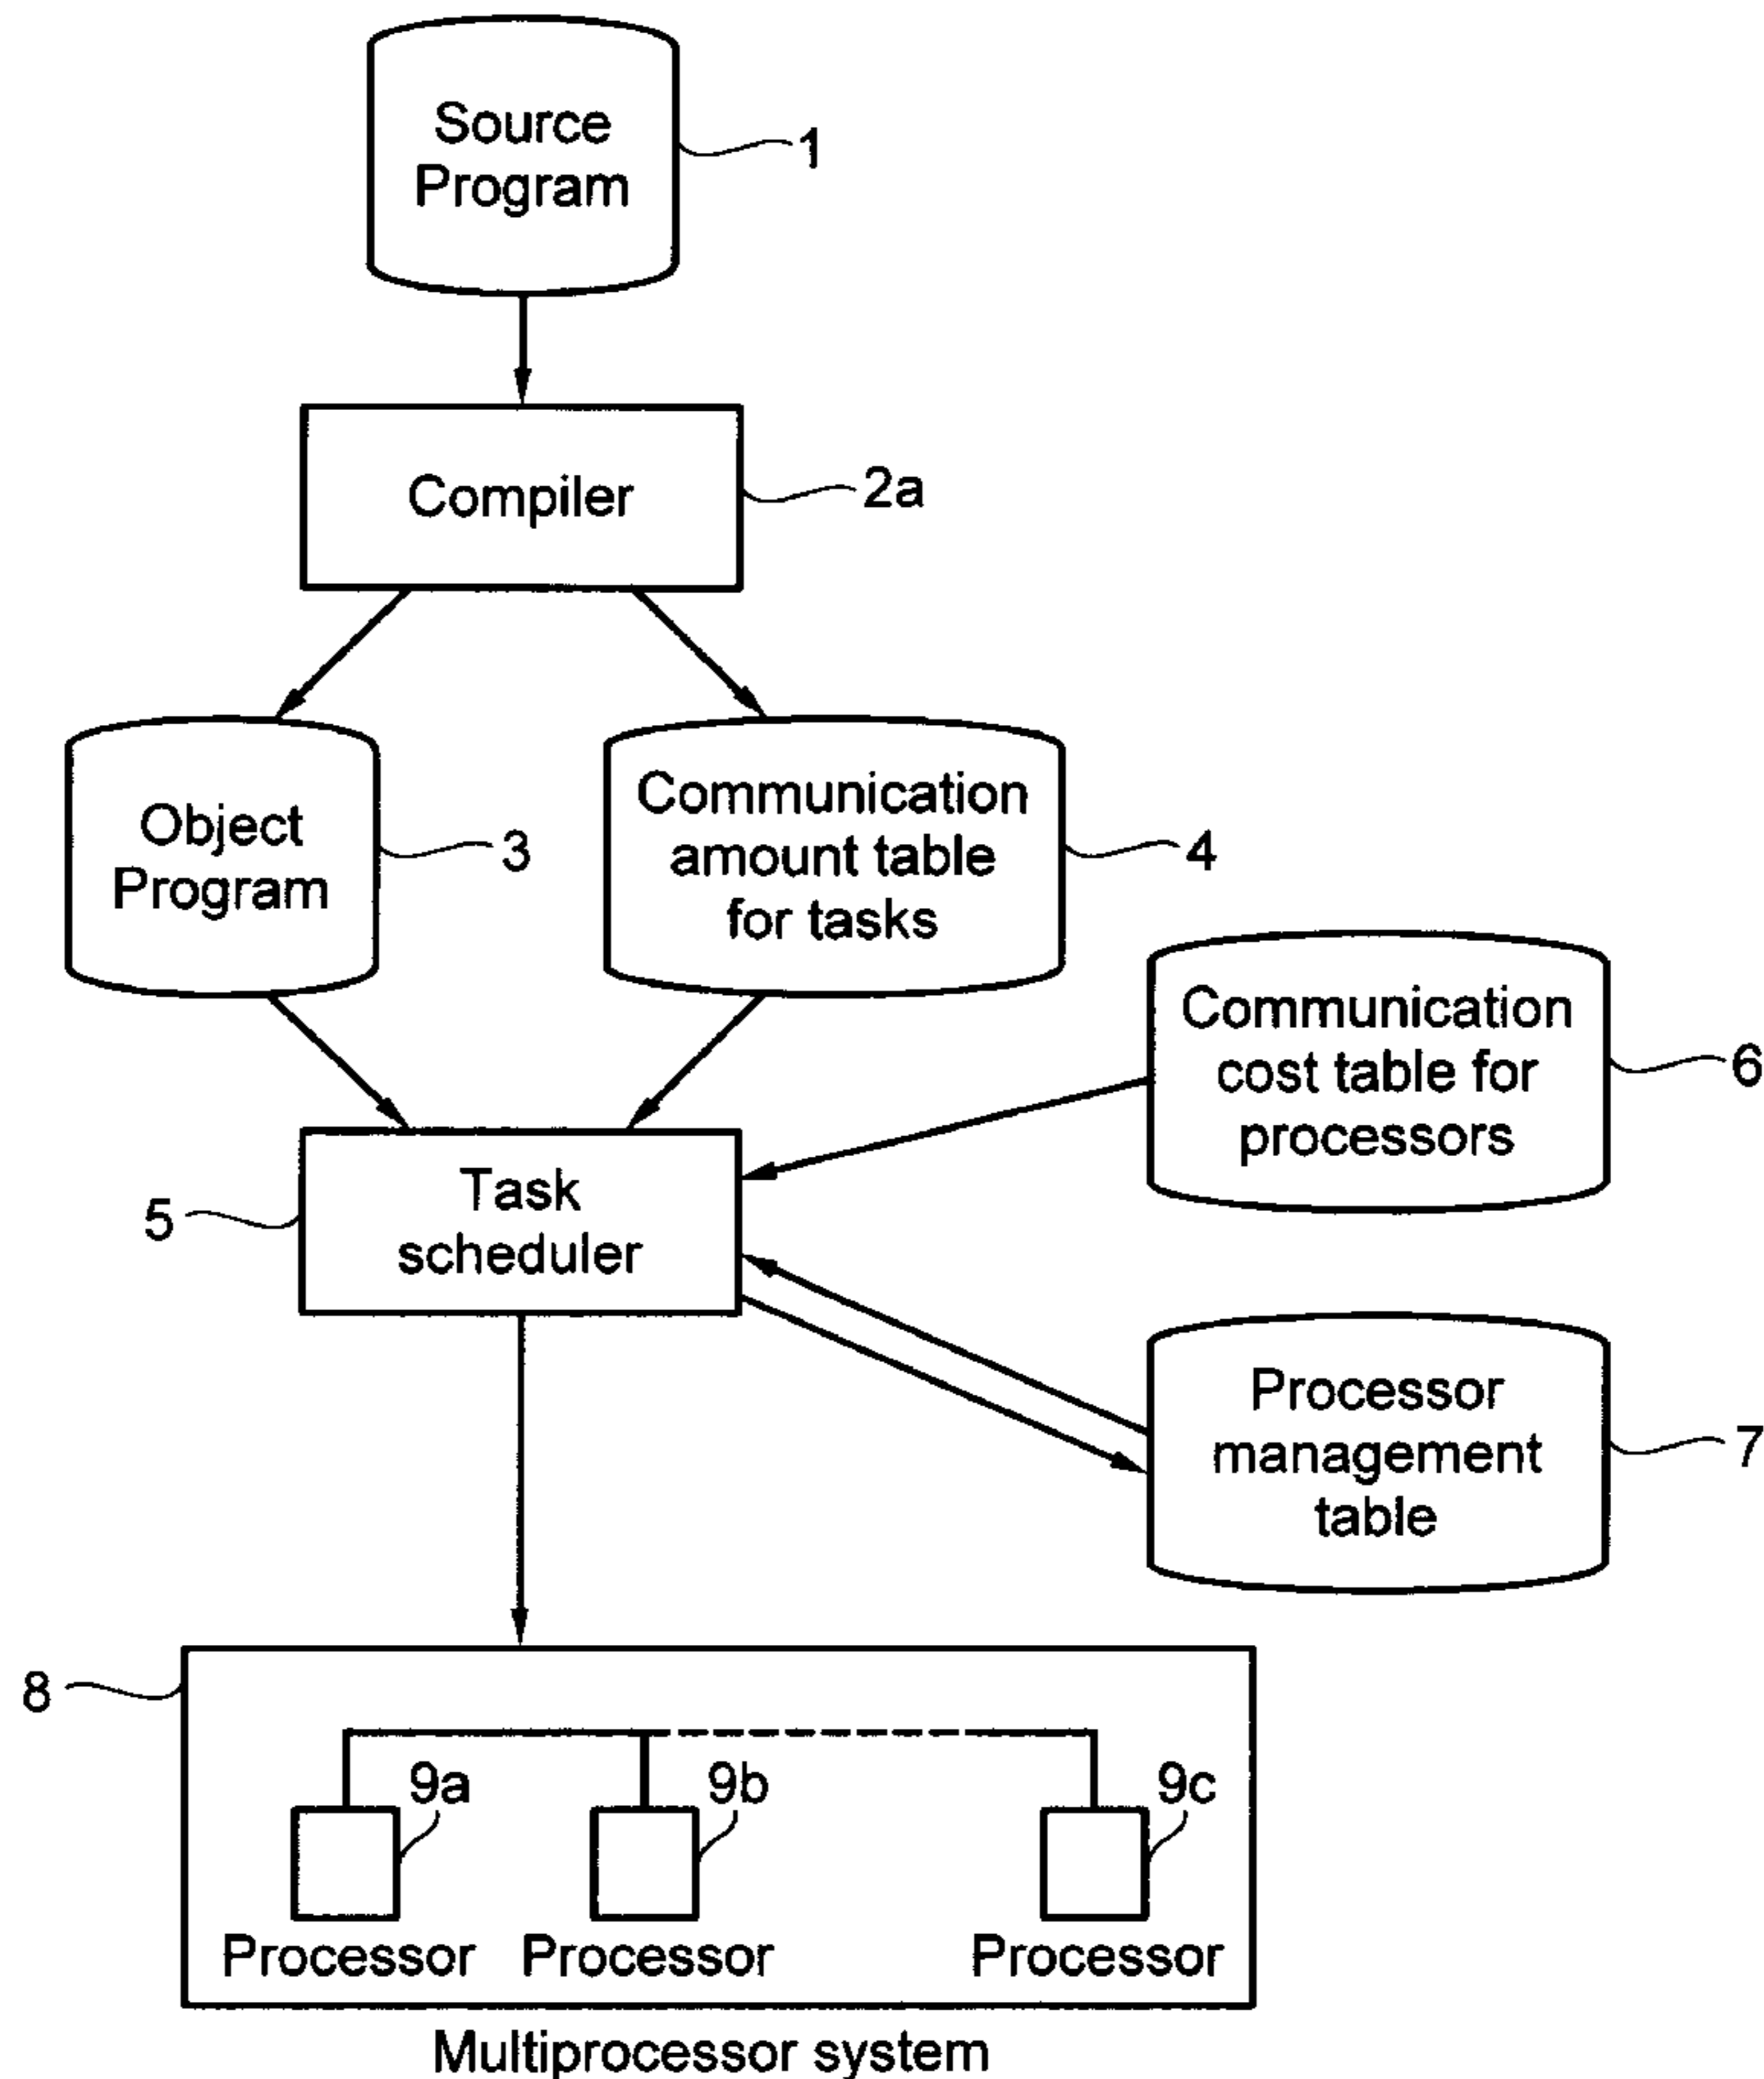 Source
Program
1
Compiler
2a
Object
Program
3
Communication
amount table
for tasks
4
Communication
cost table for
processors
6
Task
scheduler
5
Processor
management
table
7
8
9a
9b
9c
Processor
Processor
Processor
Multiprocessor system